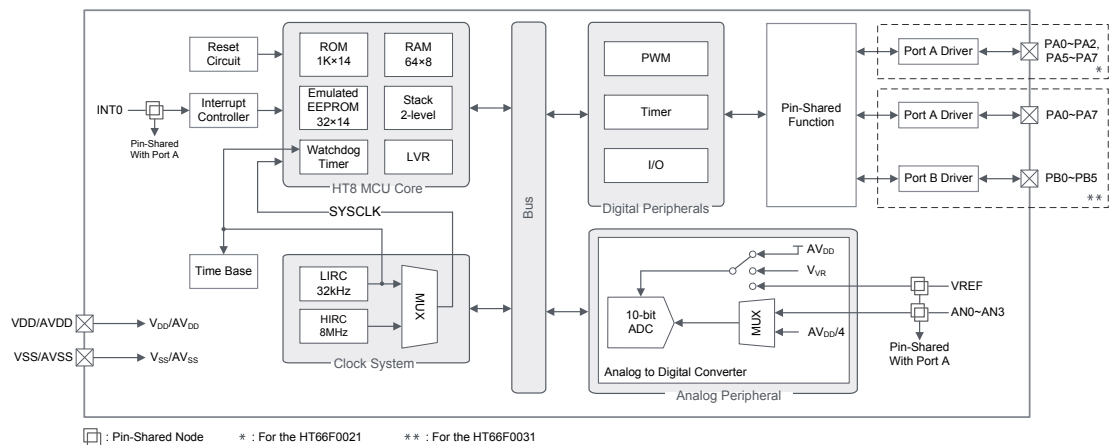 Reset
Circuit
INT0
Interrupt
Controller
Pin-Shared
With Port A
ROM
1K×14
RAM
64×8
Emulated
EEPROM
32×14
Stack
2-level
Watchdog
Timer
LVR
HT8 MCU Core
SYSCLK
Time Base
LIRC
32kHz
HIRC
8MHz
MUX
Clock System
VDD/AVDD
VDD/AVDD
VSS/AVSS
VSS/AVSS
Bus
PWM
Timer
I/O
Digital Peripherals
Pin-Shared
Function
Port A Driver
PA0~PA2,
PA5~PA7
*
Port A Driver
PA0~PA7
Port B Driver
PB0~PB5
**
AVDD
VVR
VREF
10-bit
ADC
MUX
AN0~AN3
AVDD/4
Pin-Shared
With Port A
Analog to Digital Converter
Analog Peripheral
: Pin-Shared Node
* : For the HT66F0021
** : For the HT66F0031